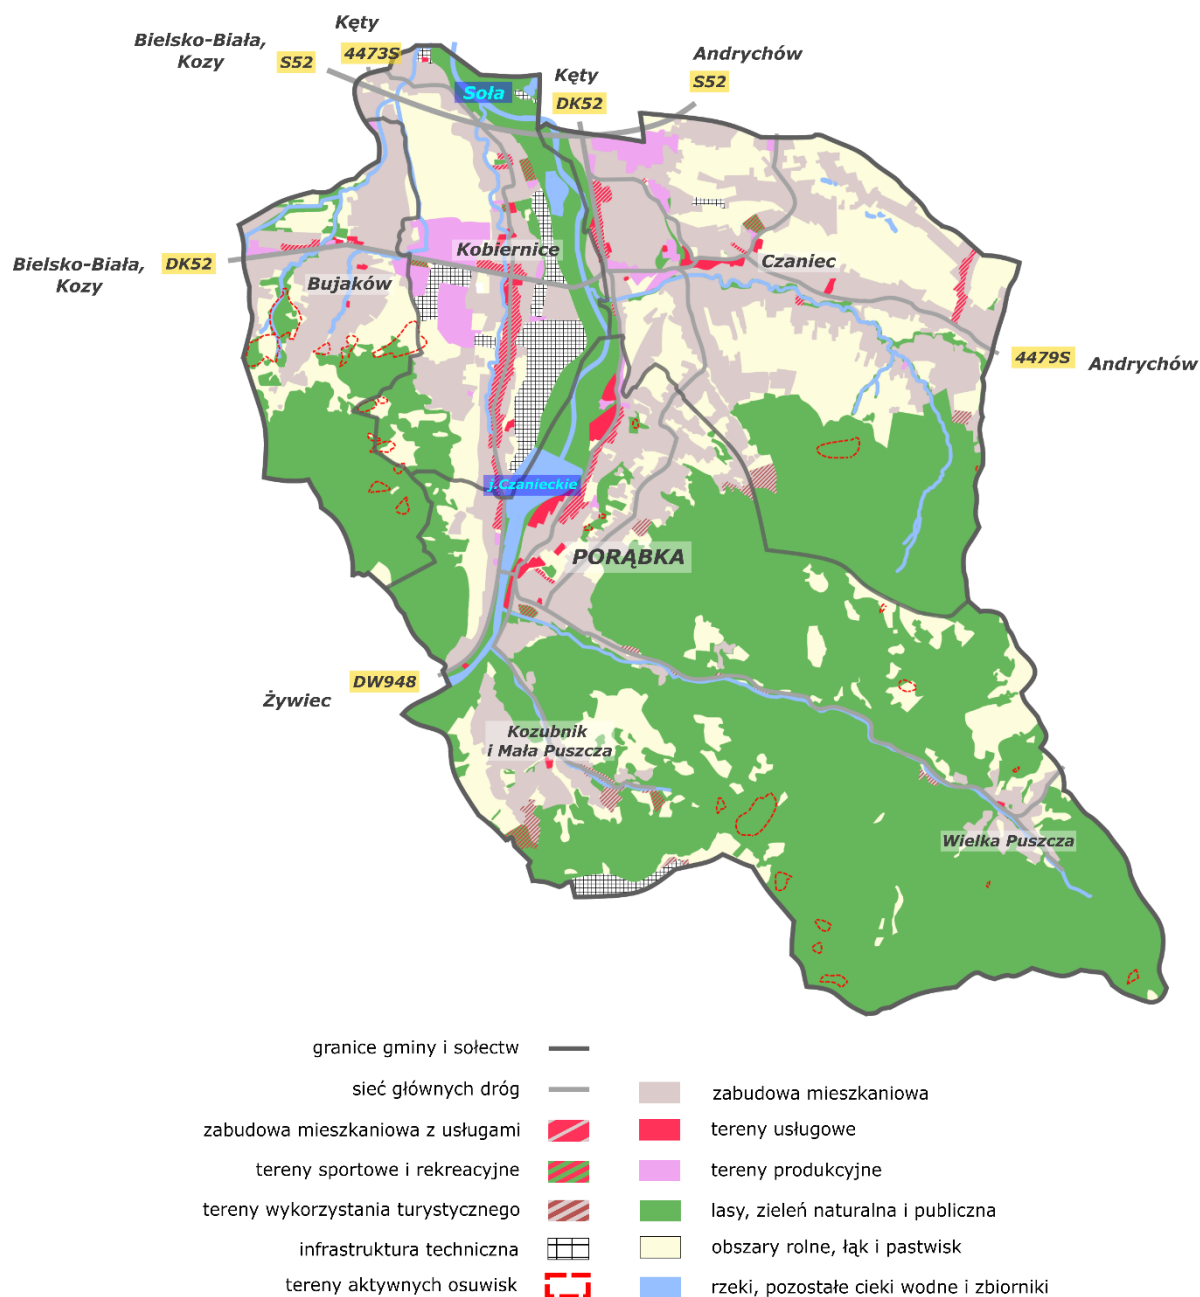 Kęty
Bielsko-Biała,
Kozy
S52
4473S
Soła
Kęty
DK52
Andrychów
S52
Bielsko-Biała,
Kozy
DK52
Kobiernice
Bujaków
Czaniec
4479S
Andrychów
j.Czanieckie
PORĄBKA
DW948
Żywiec
Kozubnik
i Mała Puszcza
Wielka Puszcza
granice gminy i sołectw
sieć głównych dróg
zabudowa mieszkaniowa
zabudowa mieszkaniowa z usługami
tereny usługowe
tereny sportowe i rekreacyjne
tereny produkcyjne
tereny wykorzystania turystycznego
lasy, zieleń naturalna i publiczna
infrastruktura techniczna
obszary rolne, łąk i pastwisk
tereny aktywnych osuwisk
rzeki, pozostałe cieki wodne i zbiorniki